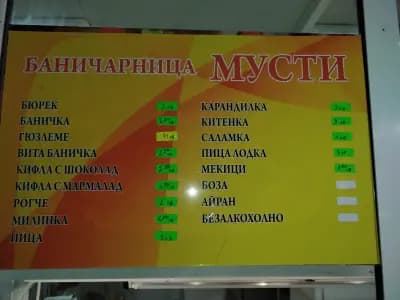 БАНИЧАРНИЦА МУСТИ
БЮРЕК
БАНИЧКА
ГЮЗЛЕМЕ
ВИТА БАНИЧКА
КИФЛА С ШОКОЛАД
КИФЛА С МАРМАЛАД
РОГЧЕ
МИЛИНКА
ПИЦА
КАРАНДИЛКА
КИТЕНКА
САЛАМКА
ПИЦА ЛОДКА
МЕКИЦИ
БОЗА
АЙРАН
БЕЗАЛКОХОЛНО